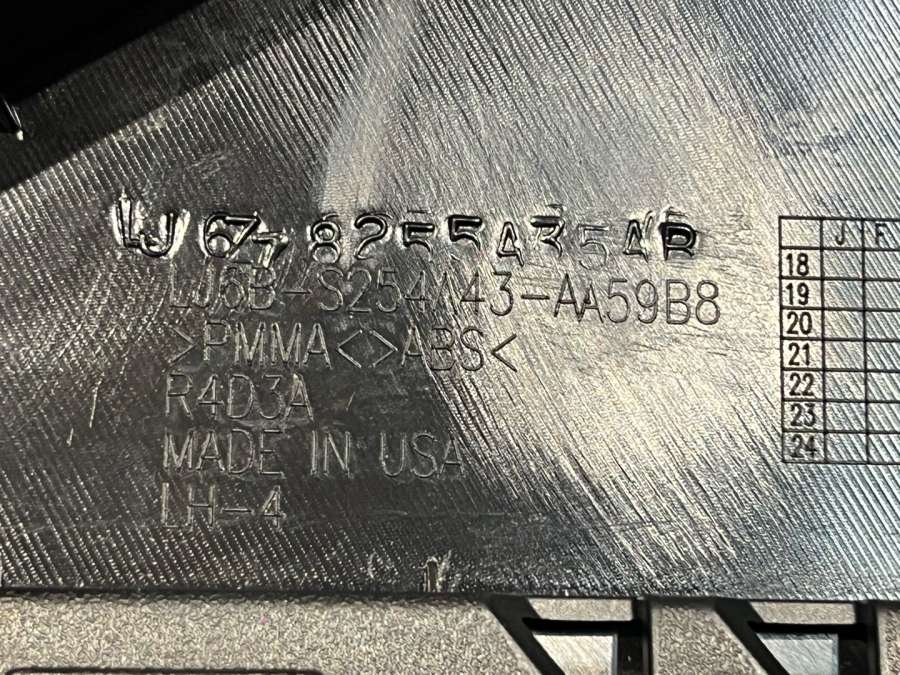 LJ6B-S254A43-AA59B8
>PMMA<>ABS<
R4D3A
MADE IN USA
LH-4
J F
18
19
20
21
22
23
24